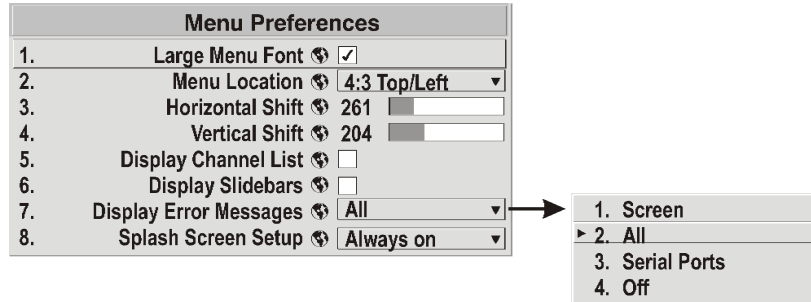 Menu Preferences
1. Large Menu Font
2. Menu Location 4:3 Top/Left
3. Horizontal Shift 261
4. Vertical Shift 204
5. Display Channel List
6. Display Slidebars
7. Display Error Messages All
8. Splash Screen Setup Always on
1. Screen
2. All
3. Serial Ports
4. Off